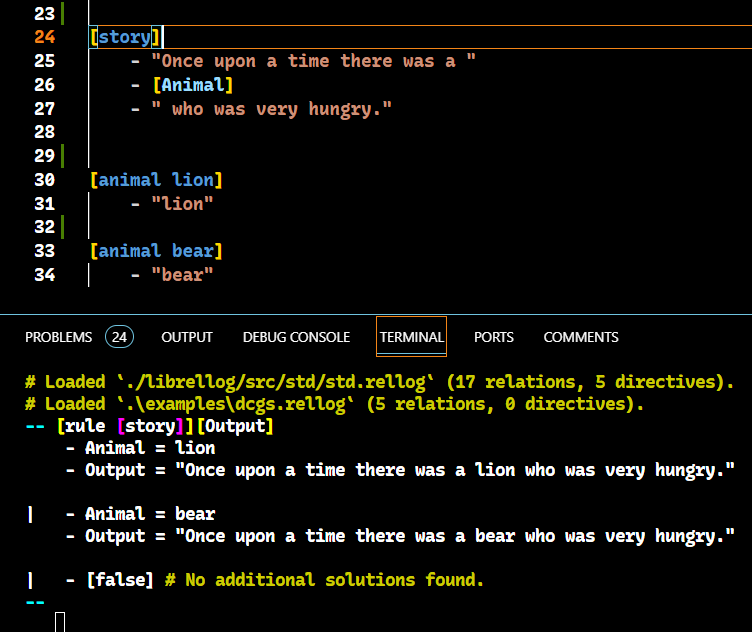 23
24 [story]
25 - "Once upon a time there was a "
26 - [Animal]
27 - " who was very hungry."
28
29
30 [animal lion]
31 - "lion"
32
33 [animal bear]
34 - "bear"
PROBLEMS 24 OUTPUT DEBUG CONSOLE TERMINAL PORTS COMMENTS
# Loaded `./librellog/src/std/std.rellog` (17 relations, 5 directives).
# Loaded `.\examples\dcgs.rellog` (5 relations, 0 directives).
-- [rule [story]][Output]
- Animal = lion
- Output = "Once upon a time there was a lion who was very hungry."
| - Animal = bear
- Output = "Once upon a time there was a bear who was very hungry."
| - [false] # No additional solutions found.
--